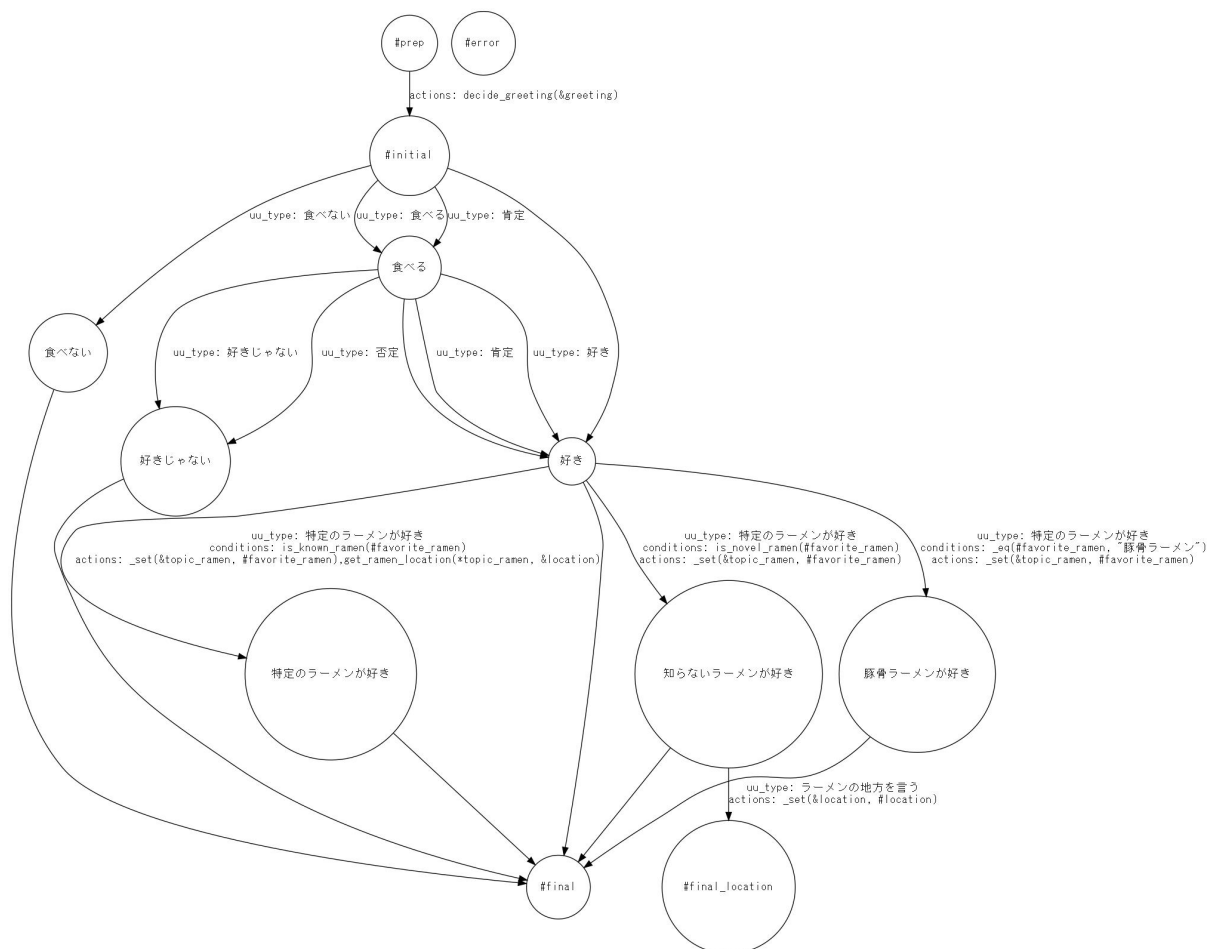 #prep
#error
actions: decide_greeting(&greeting)
#initial
uu_type: 食べない
uu_type: 食べる
uu_type: 肯定
食べる
食べない
uu_type: 好きじゃない
uu_type: 否定
uu_type: 肯定
uu_type: 好き
好きじゃない
好き
uu_type: 特定のラーメンが好き
conditions: is_known_ramen(#favorite_ramen)
actions: _set(&topic_ramen, #favorite_ramen),get_ramen_location(*topic_ramen, &location)
uu_type: 特定のラーメンが好き
conditions: is_novel_ramen(#favorite_ramen)
actions: _set(&topic_ramen, #favorite_ramen)
uu_type: 特定のラーメンが好き
conditions: _eq(#favorite_ramen, "豚骨ラーメン")
actions: _set(&topic_ramen, #favorite_ramen)
特定のラーメンが好き
知らないラーメンが好き
豚骨ラーメンが好き
uu_type: ラーメンの地方を言う
actions: _set(&location, #location)
#final
#final_location